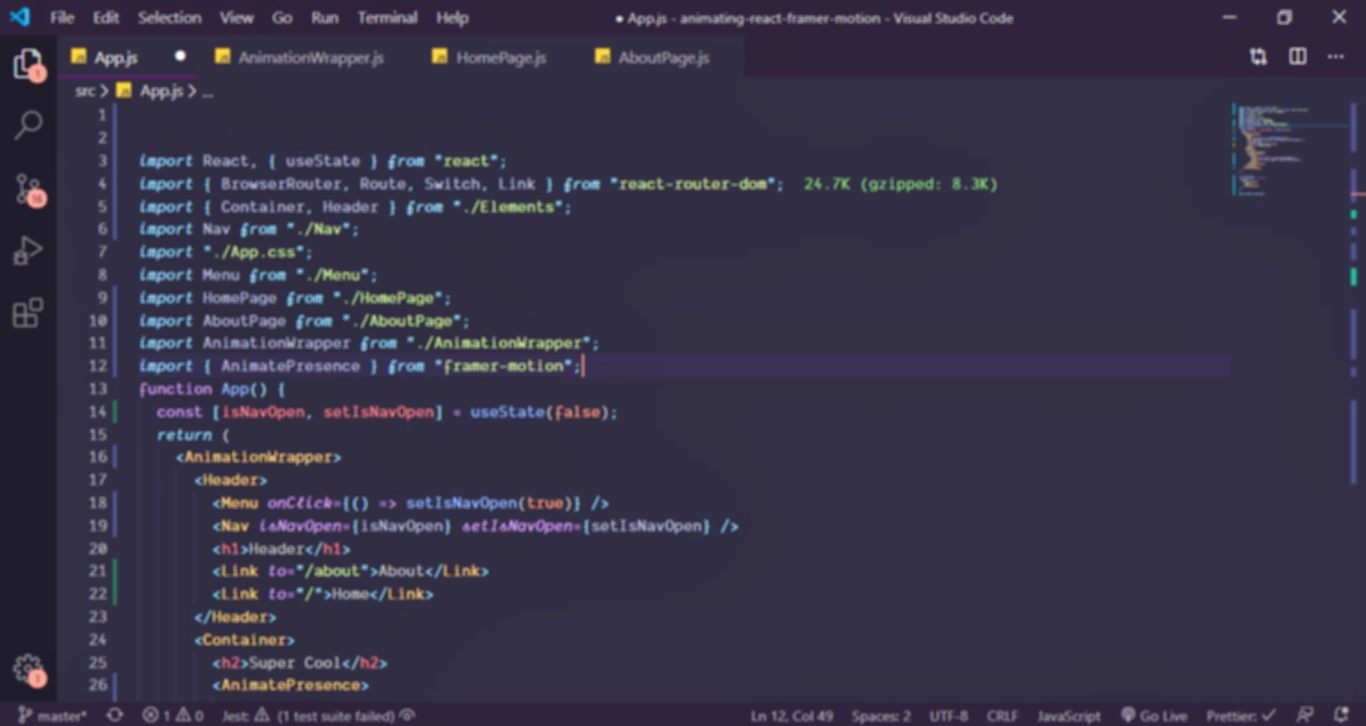 File Edit Selection View Go Run Terminal Help
● App.js - animating-react-framer-motion - Visual Studio Code
App.js ● AnimationWrapper.js HomePage.js AboutPage.js
src > App.js > ...
1
2
3 import React, { useState } from "react";
4 import { BrowserRouter, Route, Switch, Link } from "react-router-dom"; 24.7K (gzipped: 8.3K)
5 import { Container, Header } from "./Elements";
6 import Nav from "./Nav";
7 import "./App.css";
8 import Menu from "./Menu";
9 import HomePage from "./HomePage";
10 import AboutPage from "./AboutPage";
11 import AnimationWrapper from "./AnimationWrapper";
12 import { AnimatePresence } from "framer-motion";
13 function App() {
14 const [isNavOpen, setIsNavOpen] = useState(false);
15 return (
16 <AnimationWrapper>
17 <Header>
18 <Menu onClick={() => setIsNavOpen(true)} />
19 <Nav isNavOpen={isNavOpen} setIsNavOpen={setIsNavOpen} />
20 <h1>Header</h1>
21 <Link to="/about">About</Link>
22 <Link to="/">Home</Link>
23 </Header>
24 <Container>
25 <h2>Super Cool</h2>
26 <AnimatePresence>
1
16
1
master* 1 0 Jest: (1 test suite failed) Ln 12, Col 49 Spaces: 2 UTF-8 CRLF JavaScript Go Live Prettier: ✓